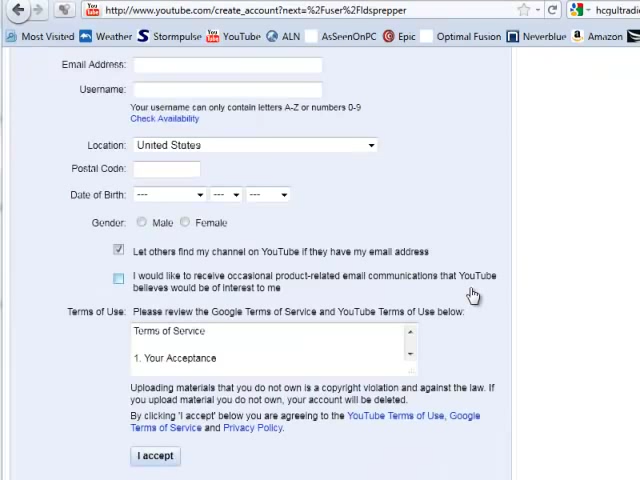 http://www.youtube.com/create_account?next=%2Fuser%2Fldsprepper
hcgultradi
Most Visited Weather Stormpulse YouTube ALN AsSeenOnPC Epic Optimal Fusion Neverblue Amazon
Email Address:
Username:
Your username can only contain letters A-Z or numbers 0-9
Check Availability
Location: United States
Postal Code:
Date of Birth: --- --- ---
Gender: Male Female
Let others find my channel on YouTube if they have my email address
I would like to receive occasional product-related email communications that YouTube
believes would be of interest to me
Terms of Use: Please review the Google Terms of Service and YouTube Terms of Use below:
Terms of Service
1. Your Acceptance
Uploading materials that you do not own is a copyright violation and against the law. If
you upload material you do not own, your account will be deleted.
By clicking 'I accept' below you are agreeing to the YouTube Terms of Use, Google
Terms of Service and Privacy Policy.
I accept